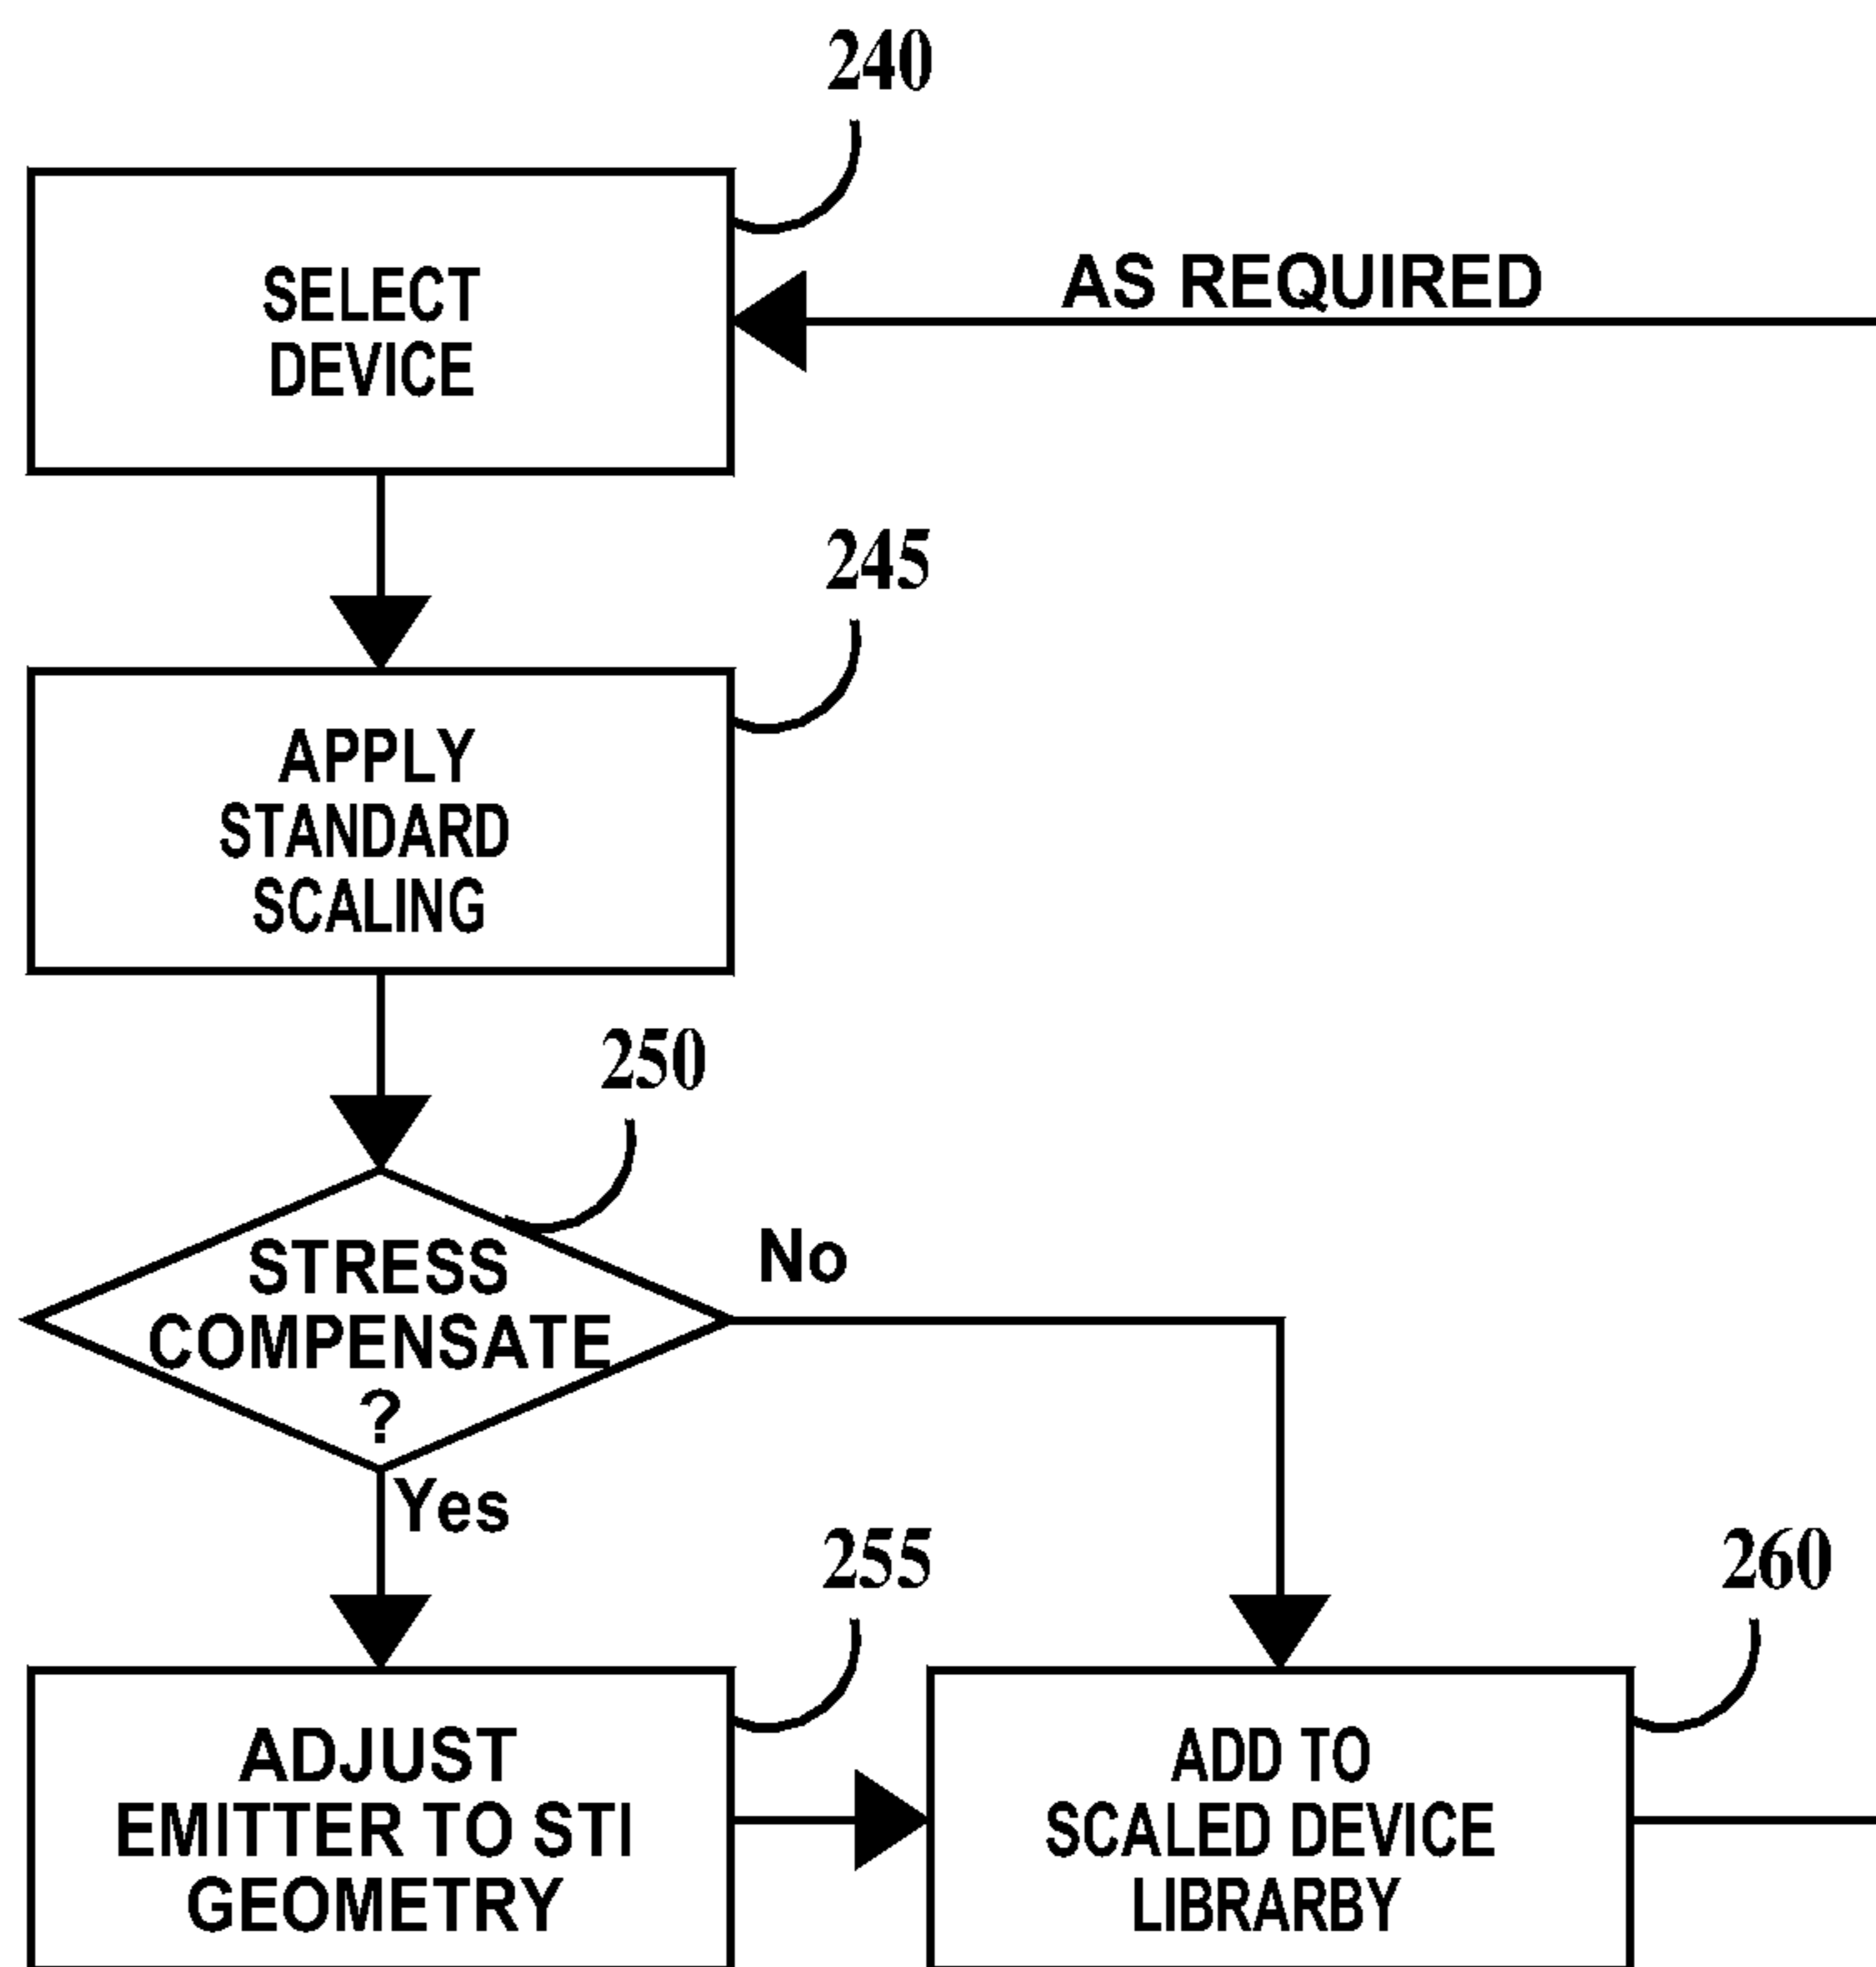 240
SELECT
DEVICE
AS REQUIRED
245
APPLY
STANDARD
SCALING
250
STRESS
COMPENSATE
?
No
Yes
255
ADJUST
EMITTER TO STI
GEOMETRY
260
ADD TO
SCALED DEVICE
LIBRARBY